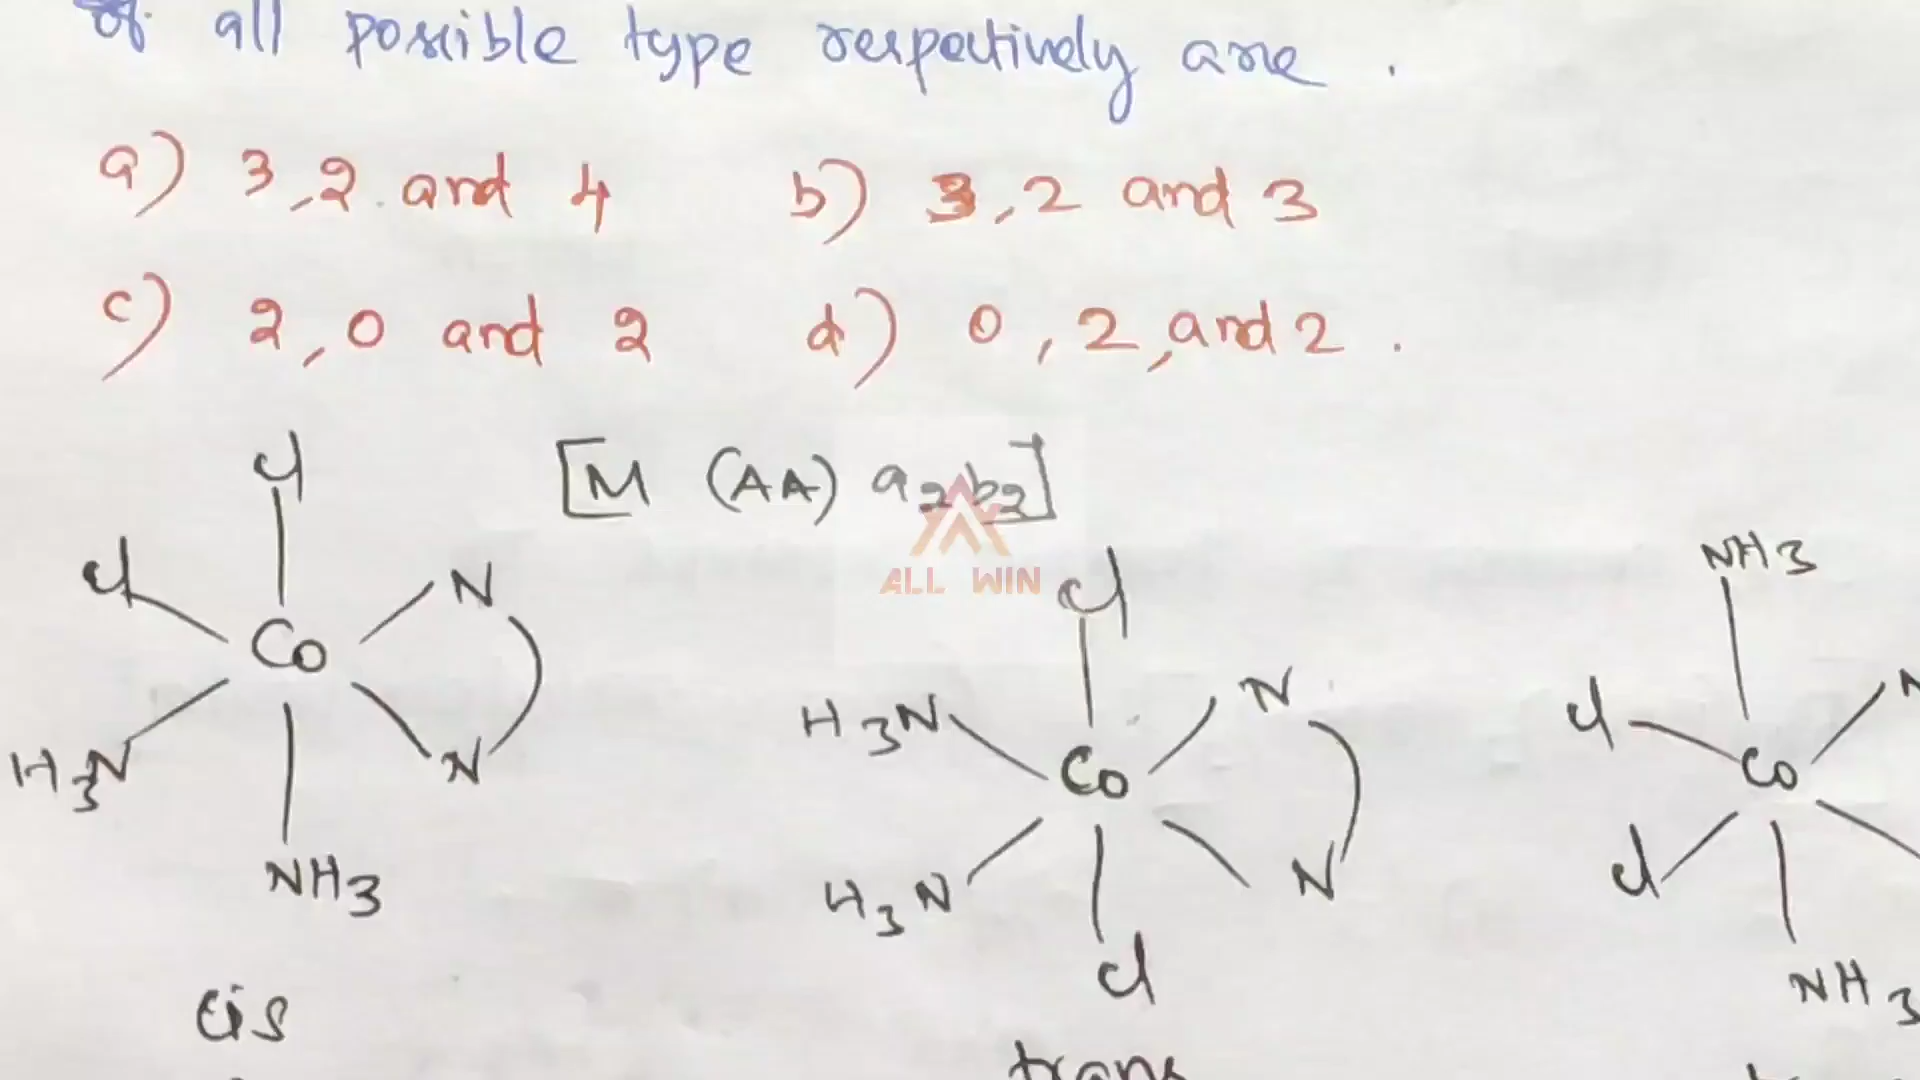 of all possible type respectively are .
a) 3,2 and 4
b) 3,2 and 3
c) 2,0 and 2
d) 0,2,and 2 .
[M (AA) a2b2]
ALL WIN
Cl
Cl
Co
N
N
H3N
NH3
cis
Cl
H3N
Co
N
N
H3N
Cl
trans
NH3
Cl
Co
Cl
NH3